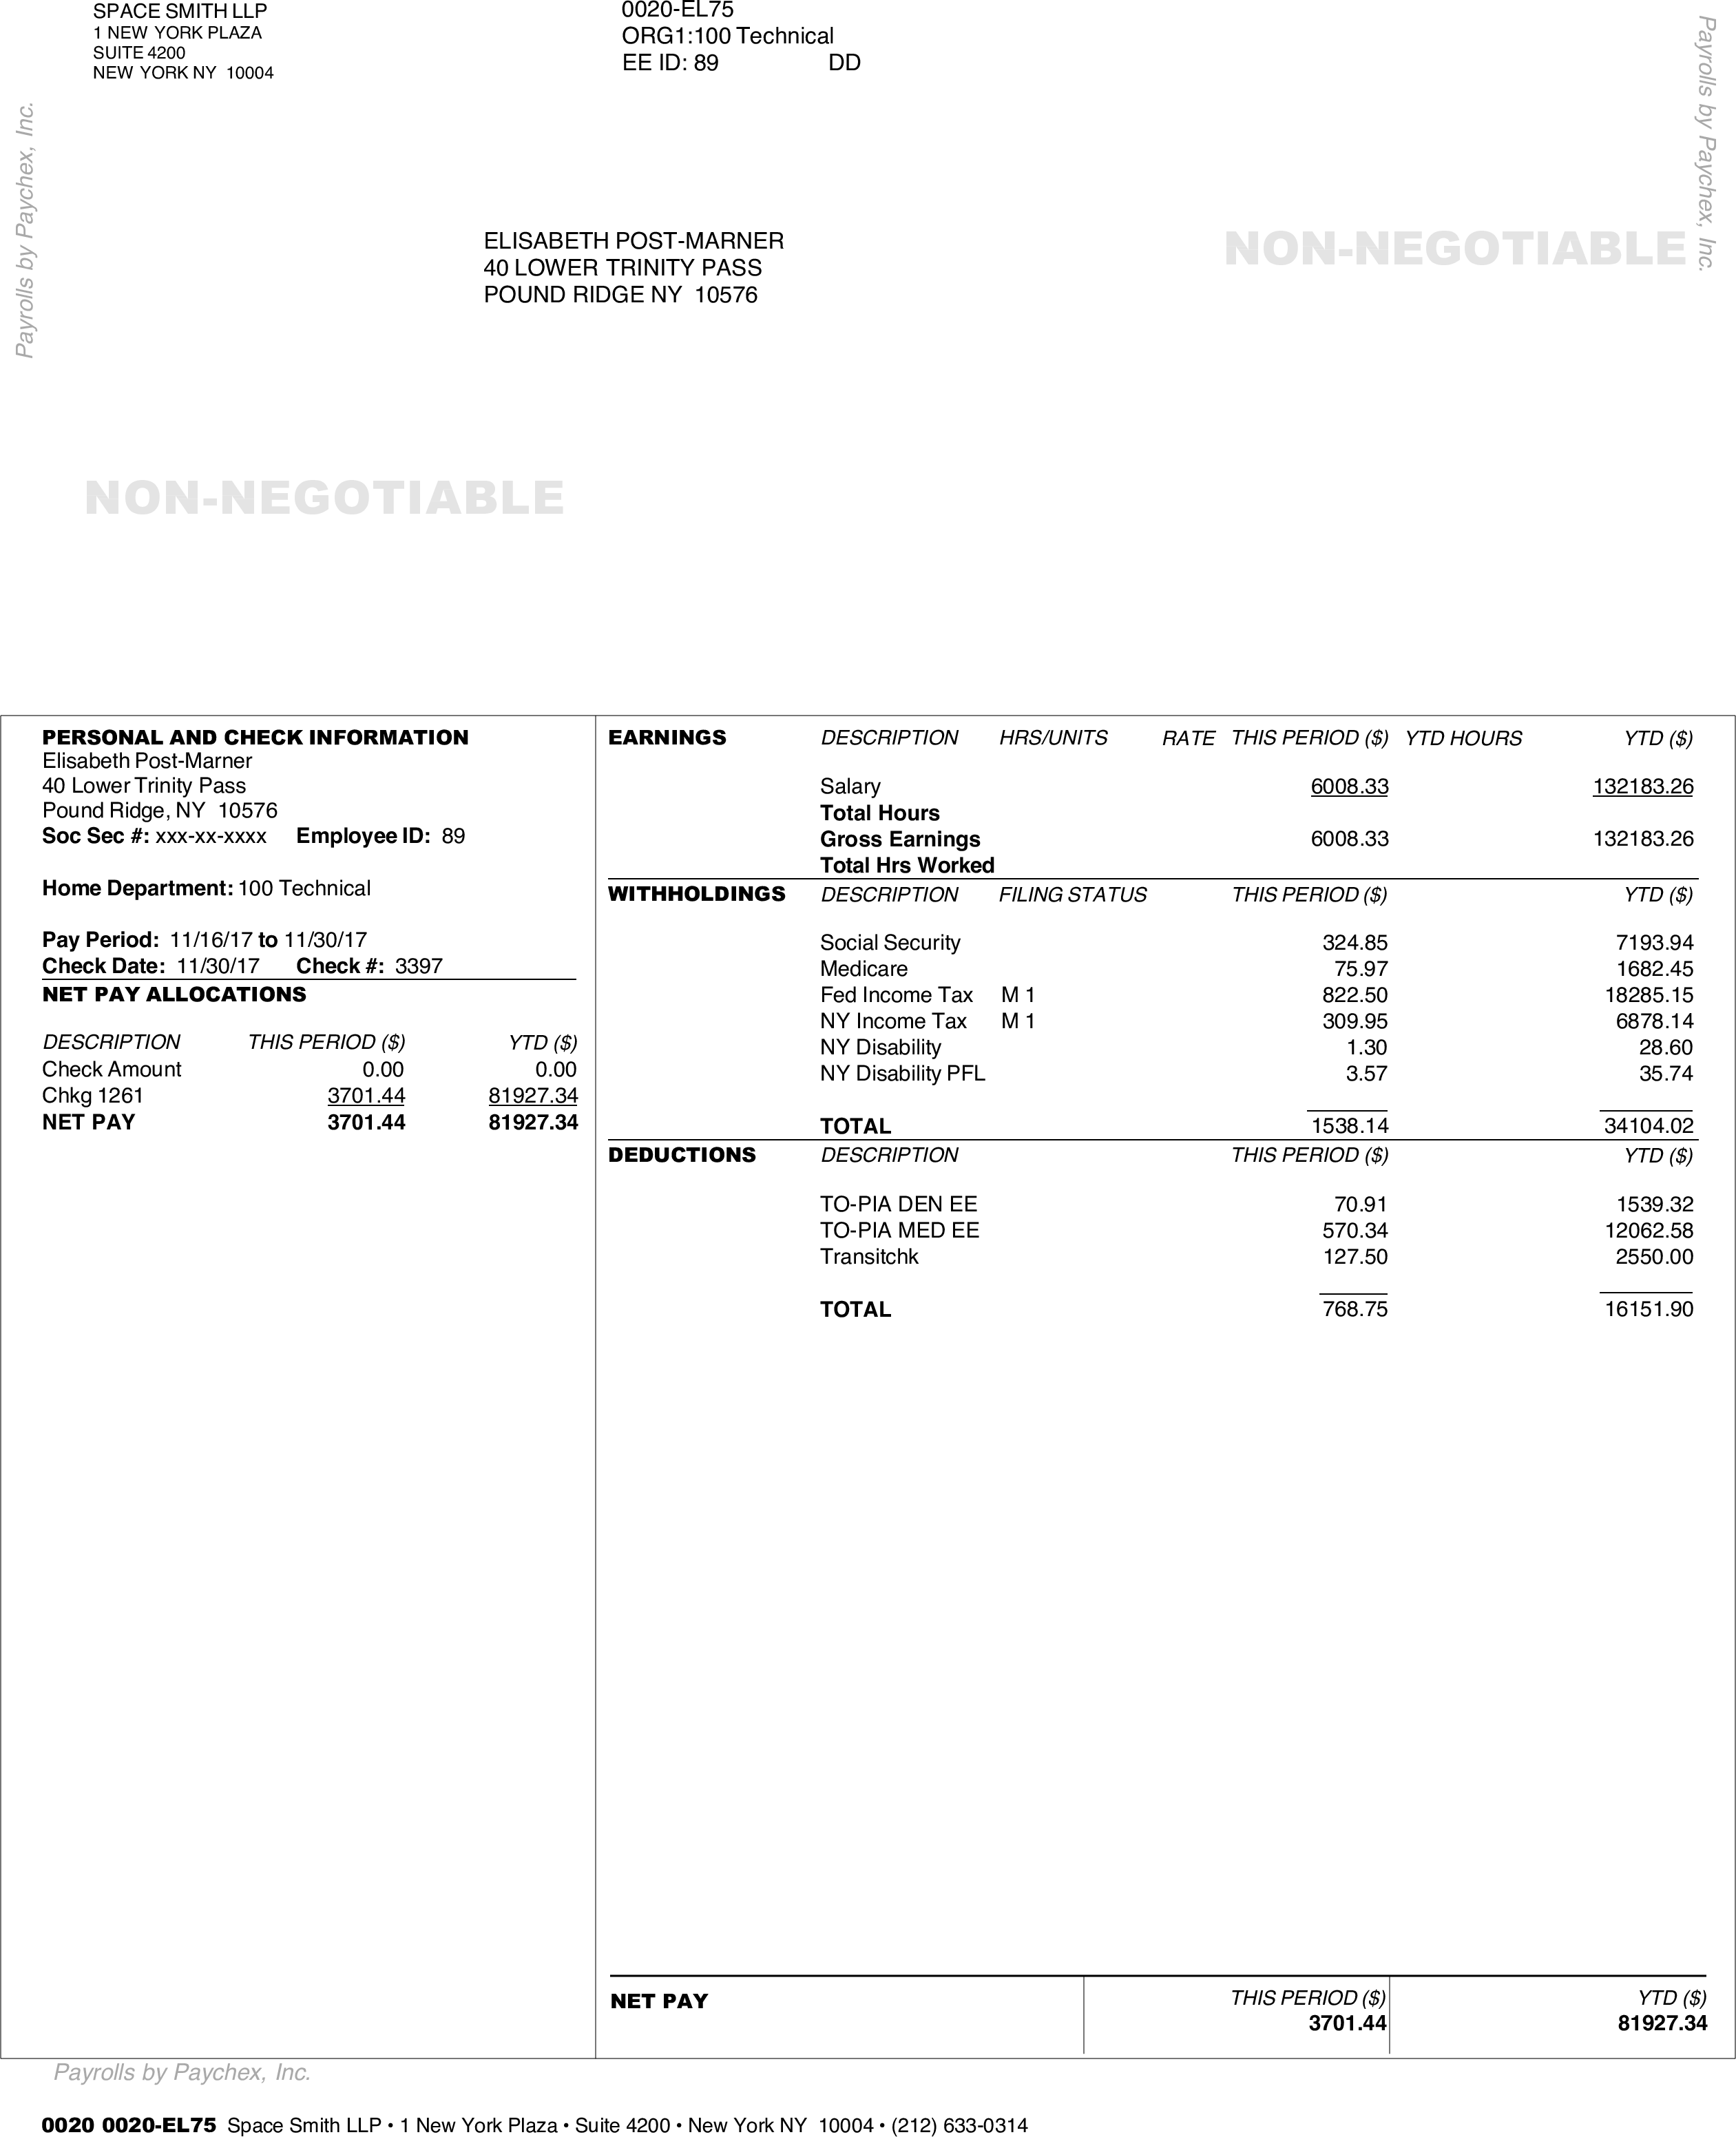 SPACE SMITH LLP
1 NEW YORK PLAZA
SUITE 4200
NEW YORK NY 10004
0020-EL75
ORG1:100 Technical
EE ID: 89 DD
Payrolls by Paychex, Inc.
Payrolls by Paychex, Inc.
ELISABETH POST-MARNER
40 LOWER TRINITY PASS
POUND RIDGE NY 10576
NON-NEGOTIABLE
NON-NEGOTIABLE
PERSONAL AND CHECK INFORMATION
Elisabeth Post-Marner
40 Lower Trinity Pass
Pound Ridge, NY 10576
Soc Sec #: xxx-xx-xxxx Employee ID: 89
Home Department: 100 Technical
Pay Period: 11/16/17 to 11/30/17
Check Date: 11/30/17 Check #: 3397
NET PAY ALLOCATIONS
DESCRIPTION THIS PERIOD ($) YTD ($)
Check Amount 0.00 0.00
Chkg 1261 3701.44 81927.34
NET PAY 3701.44 81927.34
EARNINGS DESCRIPTION HRS/UNITS RATE THIS PERIOD ($) YTD HOURS YTD ($)
Salary 6008.33 132183.26
Total Hours
Gross Earnings 6008.33 132183.26
Total Hrs Worked
WITHHOLDINGS DESCRIPTION FILING STATUS THIS PERIOD ($) YTD ($)
Social Security 324.85 7193.94
Medicare 75.97 1682.45
Fed Income Tax M 1 822.50 18285.15
NY Income Tax M 1 309.95 6878.14
NY Disability 1.30 28.60
NY Disability PFL 3.57 35.74
TOTAL 1538.14 34104.02
DEDUCTIONS DESCRIPTION THIS PERIOD ($) YTD ($)
TO-PIA DEN EE 70.91 1539.32
TO-PIA MED EE 570.34 12062.58
Transitchk 127.50 2550.00
TOTAL 768.75 16151.90
NET PAY THIS PERIOD ($) YTD ($)
3701.44 81927.34
Payrolls by Paychex, Inc.
0020 0020-EL75 Space Smith LLP • 1 New York Plaza • Suite 4200 • New York NY 10004 • (212) 633-0314